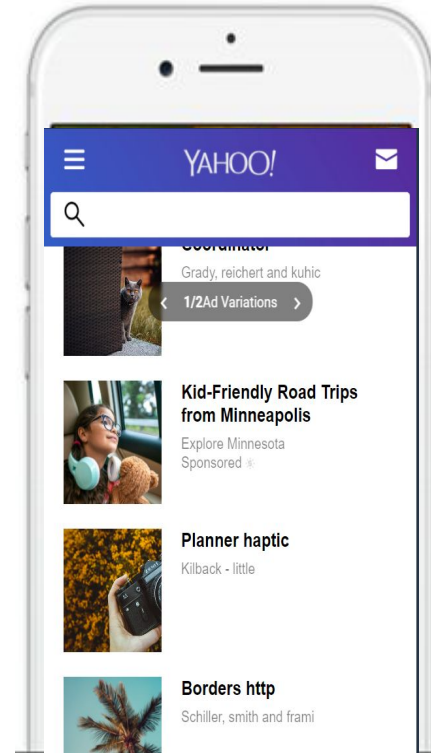 YAHOO!
Coordinator
Grady, reichert and kuhic
1/2Ad Variations
Kid-Friendly Road Trips
from Minneapolis
Explore Minnesota
Sponsored
Planner haptic
Kilback - little
Borders http
Schiller, smith and frami